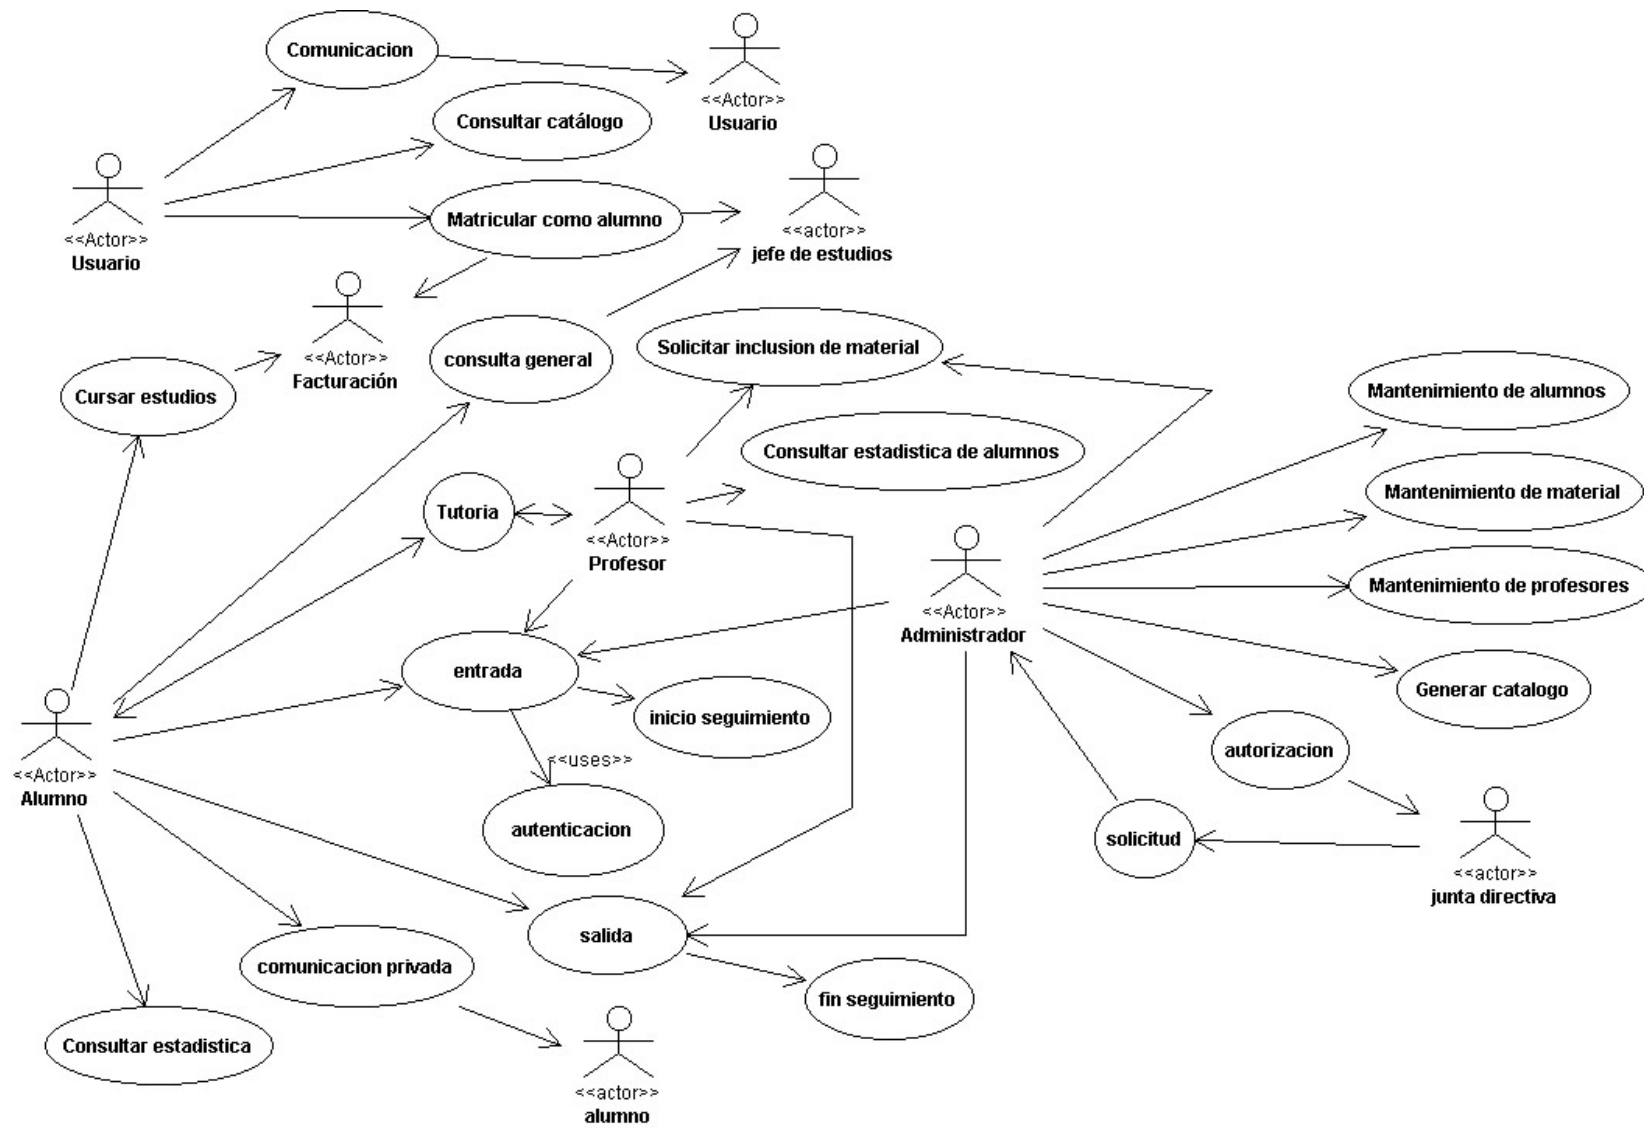 Comunicacion
<<Actor>>
Usuario
Consultar catálogo
<<Actor>>
Usuario
Matricular como alumno
<<actor>>
jefe de estudios
<<Actor>>
Facturación
consulta general
Solicitar inclusion de material
Cursar estudios
Mantenimiento de alumnos
Consultar estadistica de alumnos
Mantenimiento de material
Tutoria
<<Actor>>
Profesor
Mantenimiento de profesores
<<Actor>>
Administrador
entrada
Generar catalogo
inicio seguimiento
autorizacion
<<uses>>
<<Actor>>
Alumno
autenticacion
solicitud
<<actor>>
junta directiva
salida
comunicacion privada
fin seguimiento
Consultar estadistica
<<actor>>
alumno